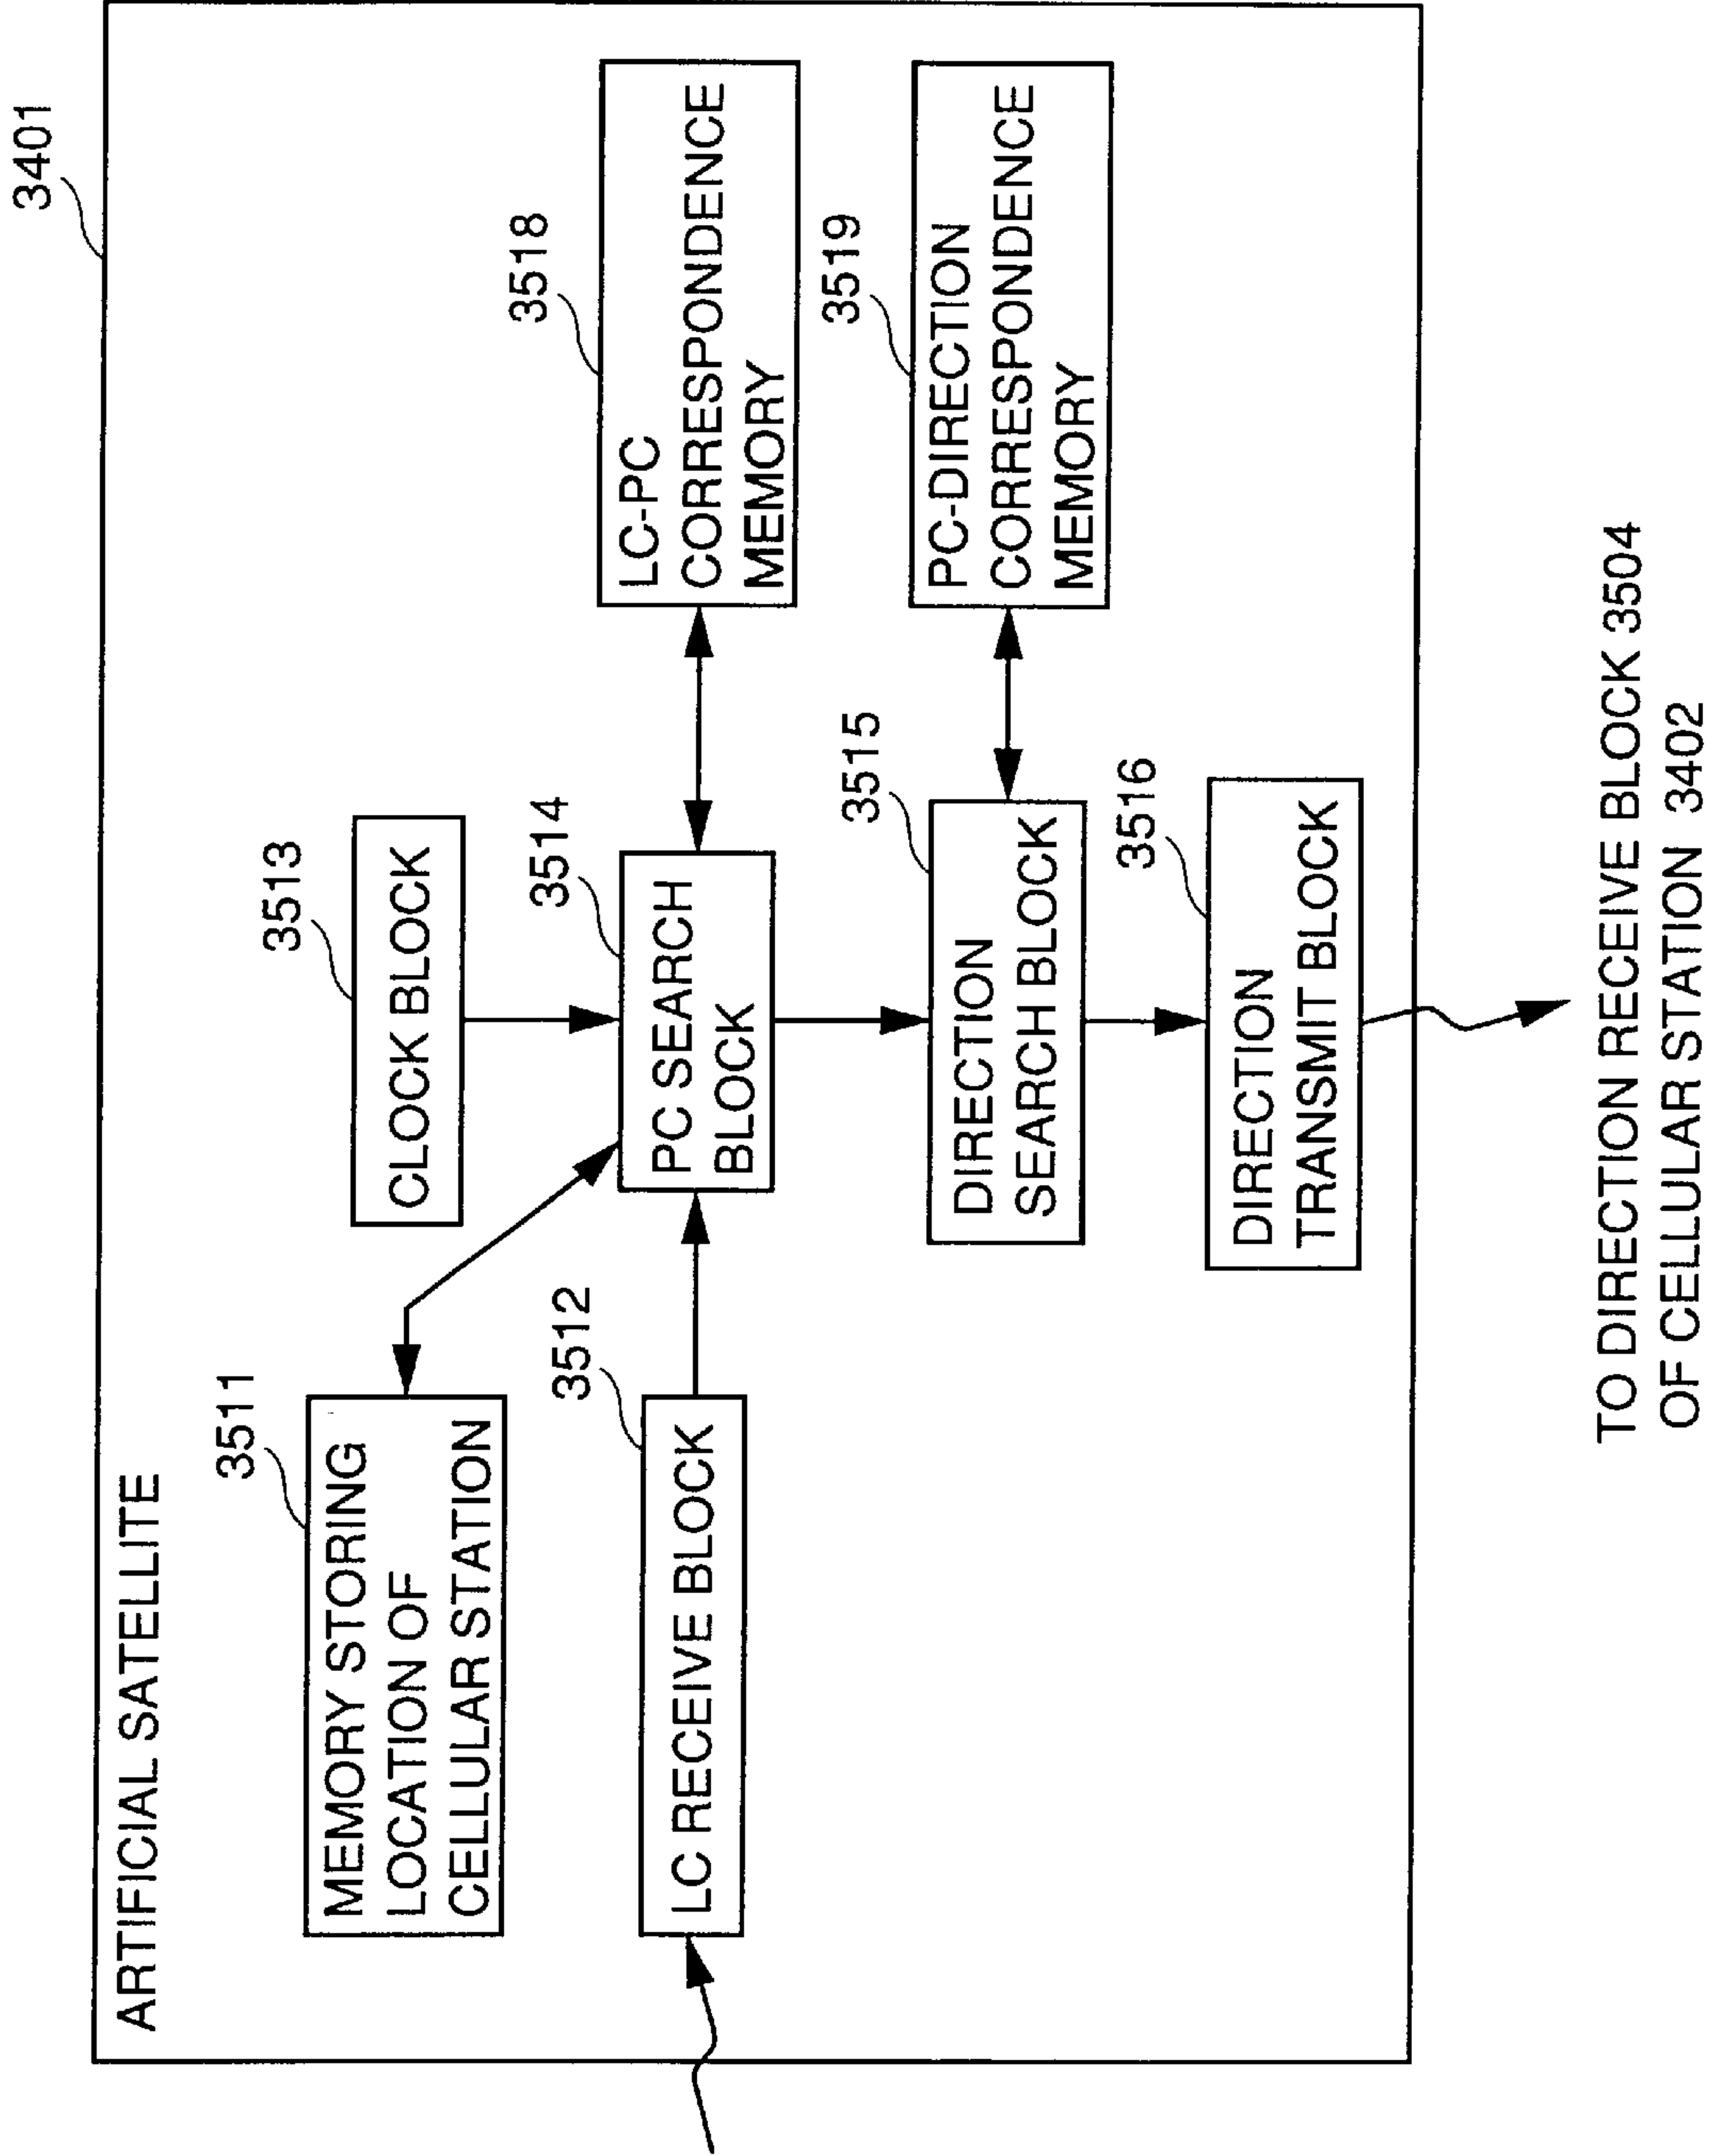 3401
ARTIFICIAL SATELLITE
3511
MEMORY STORING
LOCATION OF
CELLULAR STATION
3513
CLOCK BLOCK
3512
LC RECEIVE BLOCK
3514
PC SEARCH
BLOCK
3518
LC-PC
CORRESPONDENCE
MEMORY
3515
DIRECTION
SEARCH BLOCK
3519
PC-DIRECTION
CORRESPONDENCE
MEMORY
3516
DIRECTION
TRANSMIT BLOCK
TO DIRECTION RECEIVE BLOCK 3504
OF CELLULAR STATION 3402